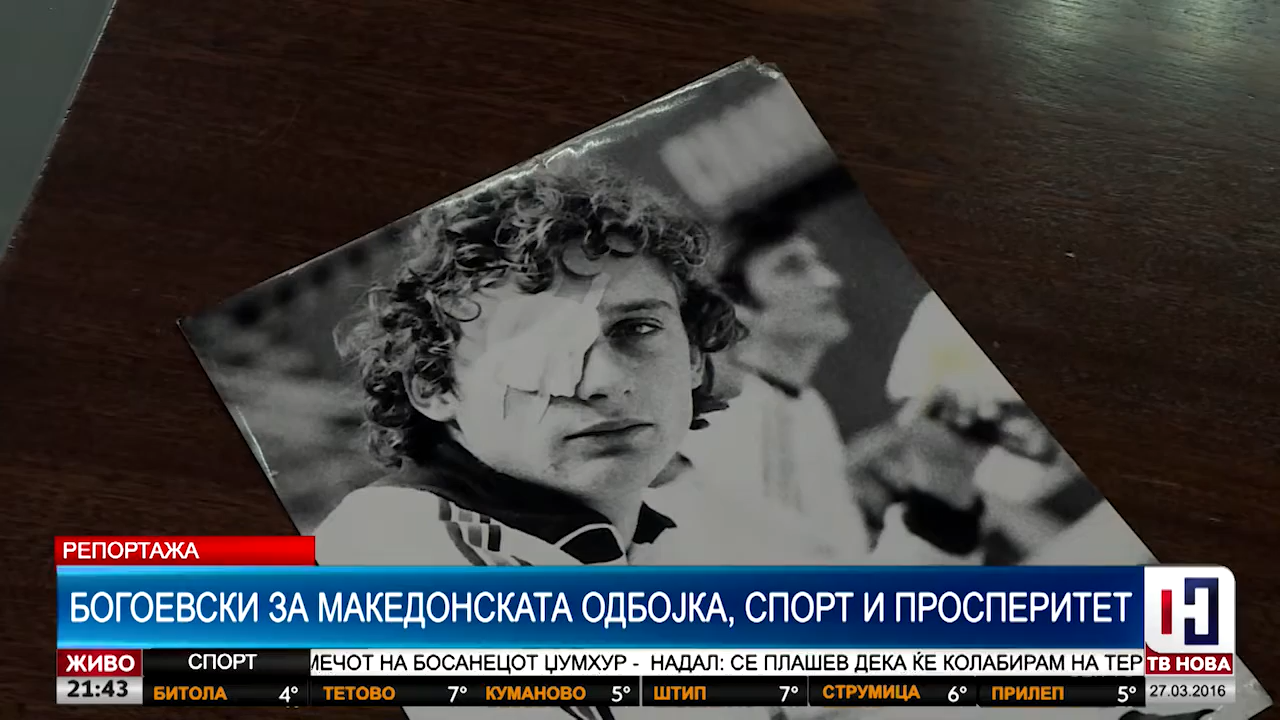 РЕПОРТАЖА
БОГОЕВСКИ ЗА МАКЕДОНСКАТА ОДБОЈКА, СПОРТ И ПРОСПЕРИТЕТ
ЖИВО СПОРТ МЕЧОТ НА БОСАНЕЦОТ ЏУМХУР - НАДАЛ: СЕ ПЛАШЕВ ДЕКА ЌЕ КОЛАБИРАМ НА ТЕР ТВ НОВА
21:43 БИТОЛА 4° ТЕТОВО 7° КУМАНОВО 5° ШТИП 7° СТРУМИЦА 6° ПРИЛЕП 5° 27.03.2016